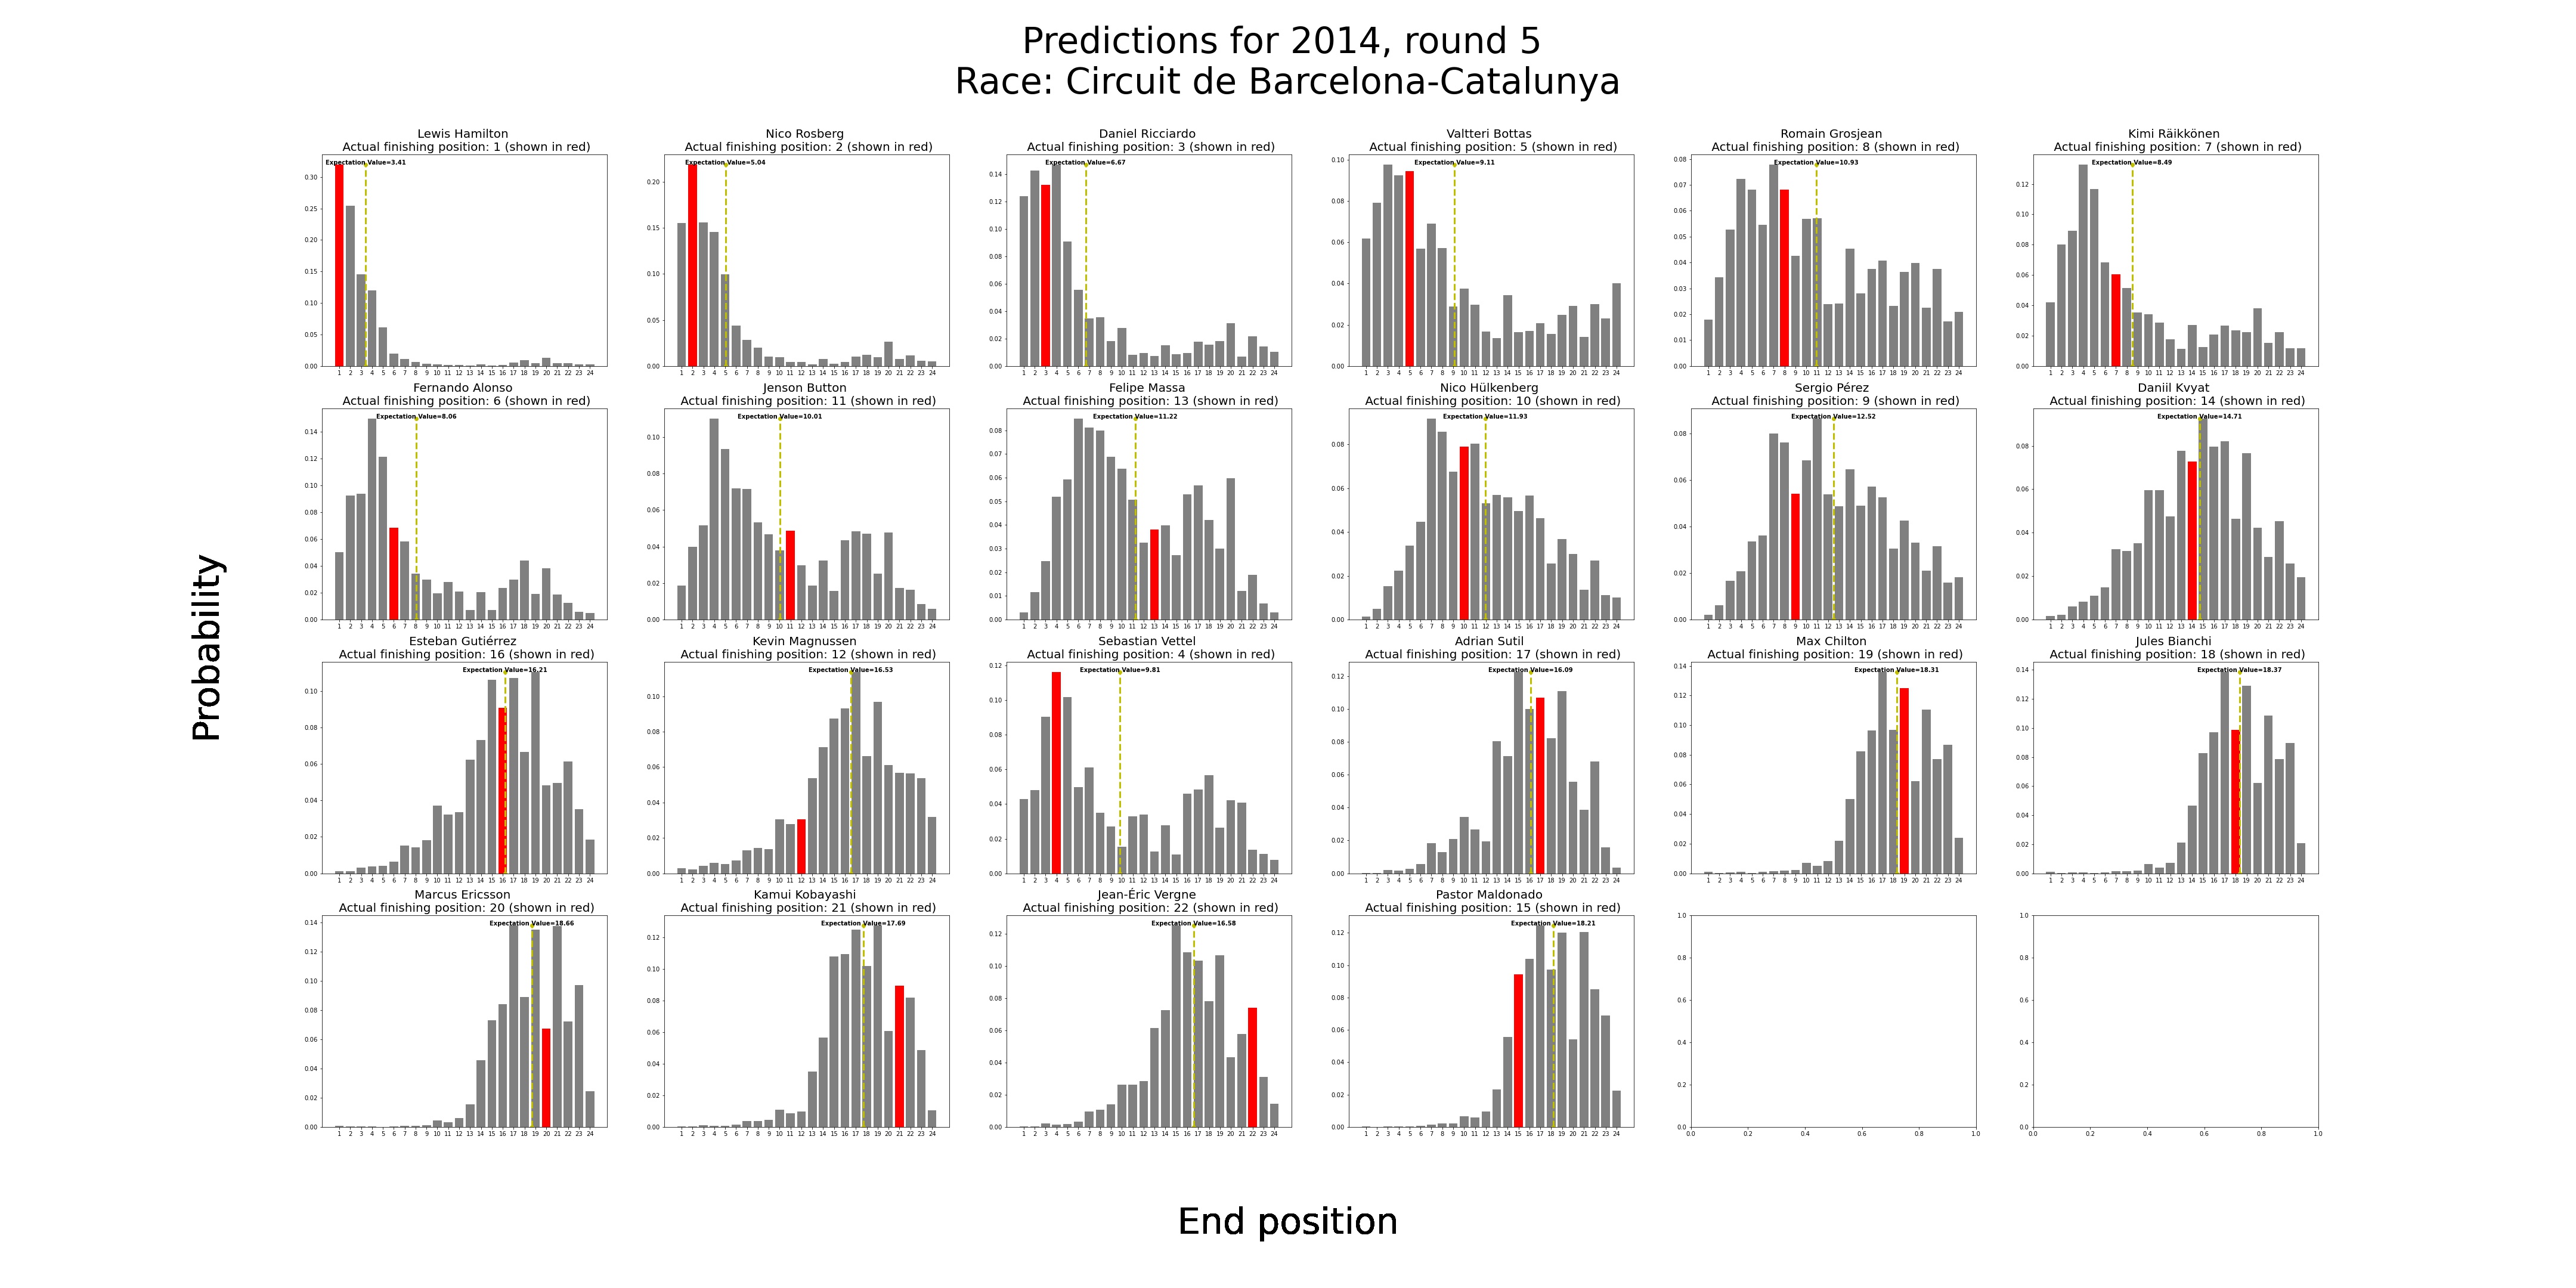 Predictions for 2014, round 5
Race: Circuit de Barcelona-Catalunya
Lewis Hamilton
Actual finishing position: 1 (shown in red)
Expectation Value=3.41
Nico Rosberg
Actual finishing position: 2 (shown in red)
Expectation Value=5.04
Daniel Ricciardo
Actual finishing position: 3 (shown in red)
Expectation Value=6.67
Valtteri Bottas
Actual finishing position: 5 (shown in red)
Expectation Value=9.11
Romain Grosjean
Actual finishing position: 8 (shown in red)
Expectation Value=10.93
Kimi Räikkönen
Actual finishing position: 7 (shown in red)
Expectation Value=8.49
Fernando Alonso
Actual finishing position: 6 (shown in red)
Expectation Value=8.06
Jenson Button
Actual finishing position: 11 (shown in red)
Expectation Value=10.01
Felipe Massa
Actual finishing position: 13 (shown in red)
Expectation Value=11.22
Nico Hülkenberg
Actual finishing position: 10 (shown in red)
Expectation Value=11.93
Sergio Pérez
Actual finishing position: 9 (shown in red)
Expectation Value=12.52
Daniil Kvyat
Actual finishing position: 14 (shown in red)
Expectation Value=14.71
Esteban Gutiérrez
Actual finishing position: 16 (shown in red)
Expectation Value=16.21
Kevin Magnussen
Actual finishing position: 12 (shown in red)
Expectation Value=16.53
Sebastian Vettel
Actual finishing position: 4 (shown in red)
Expectation Value=9.81
Adrian Sutil
Actual finishing position: 17 (shown in red)
Expectation Value=16.09
Max Chilton
Actual finishing position: 19 (shown in red)
Expectation Value=18.31
Jules Bianchi
Actual finishing position: 18 (shown in red)
Expectation Value=18.37
Marcus Ericsson
Actual finishing position: 20 (shown in red)
Expectation Value=18.66
Kamui Kobayashi
Actual finishing position: 21 (shown in red)
Expectation Value=17.69
Jean-Éric Vergne
Actual finishing position: 22 (shown in red)
Expectation Value=16.58
Pastor Maldonado
Actual finishing position: 15 (shown in red)
Expectation Value=18.21
Probability
End position